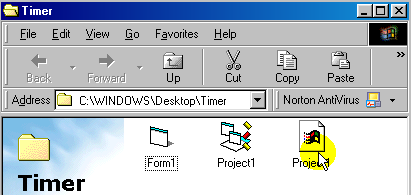 Timer
File Edit View Go Favorites Help
Back Forward Up Cut Copy Paste
Address C:\WINDOWS\Desktop\Timer Norton AntiVirus
Form1 Project1 Project1
Timer